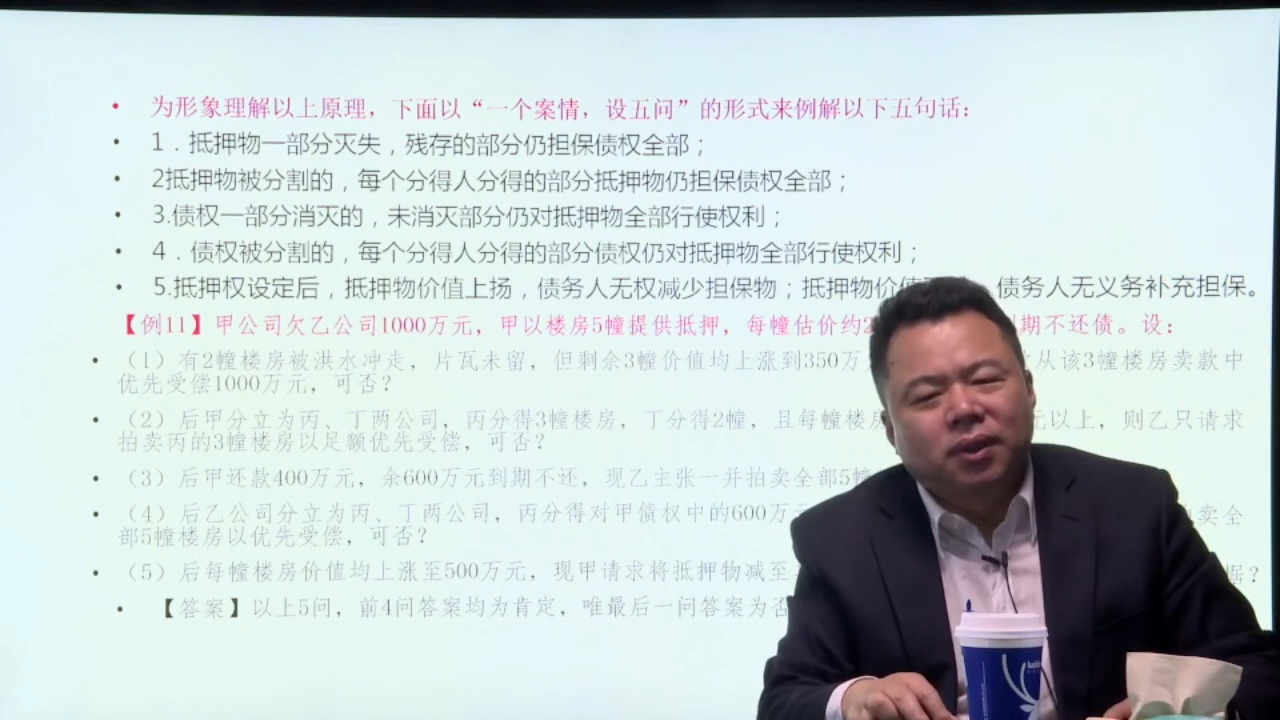 • 为形象理解以上原理，下面以“一个案情，设五问”的形式来例解以下五句话：
• 1．抵押物一部分灭失，残存的部分仍担保债权全部；
• 2抵押物被分割的，每个分得人分得的部分抵押物仍担保债权全部；
• 3.债权一部分消灭的，未消灭部分仍对抵押物全部行使权利；
• 4．债权被分割的，每个分得人分得的部分债权仍对抵押物全部行使权利；
• 5.抵押权设定后，抵押物价值上扬，债务人无权减少担保物；抵押物价值 ，债务人无义务补充担保。
【例11】甲公司欠乙公司1000万元，甲以楼房5幢提供抵押，每幢估价约2 到期不还债。设：
• （1）有2幢楼房被洪水冲走，片瓦未留，但剩余3幢价值均上涨到350万 从该3幢楼房卖款中
优先受偿1000万元，可否？
• （2）后甲分立为丙、丁两公司，丙分得3幢楼房，丁分得2幢，且每幢楼房 元以上，则乙只请求
拍卖丙的3幢楼房以足额优先受偿，可否？
• （3）后甲还款400万元，余600万元到期不还，现乙主张一并拍卖全部5幢
• （4）后乙公司分立为丙、丁两公司，丙分得对甲债权中的600万元 卖全
部5幢楼房以优先受偿，可否？
• （5）后每幢楼房价值均上涨至500万元，现甲请求将抵押物减至 据？
• 【答案】以上5问，前4问答案均为肯定，唯最后一问答案为否